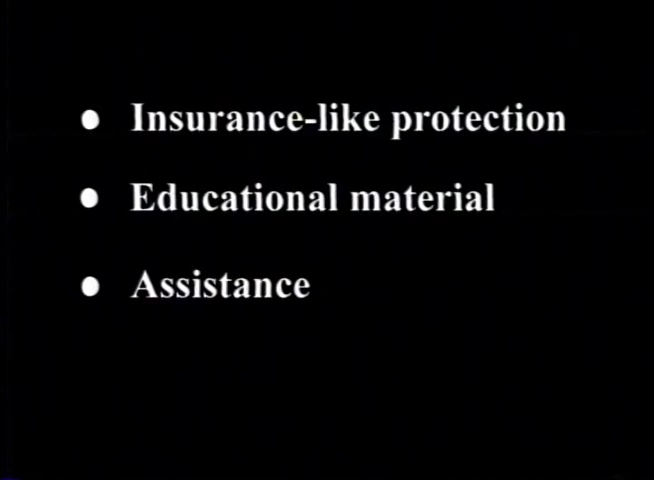 • Insurance-like protection
• Educational material
• Assistance